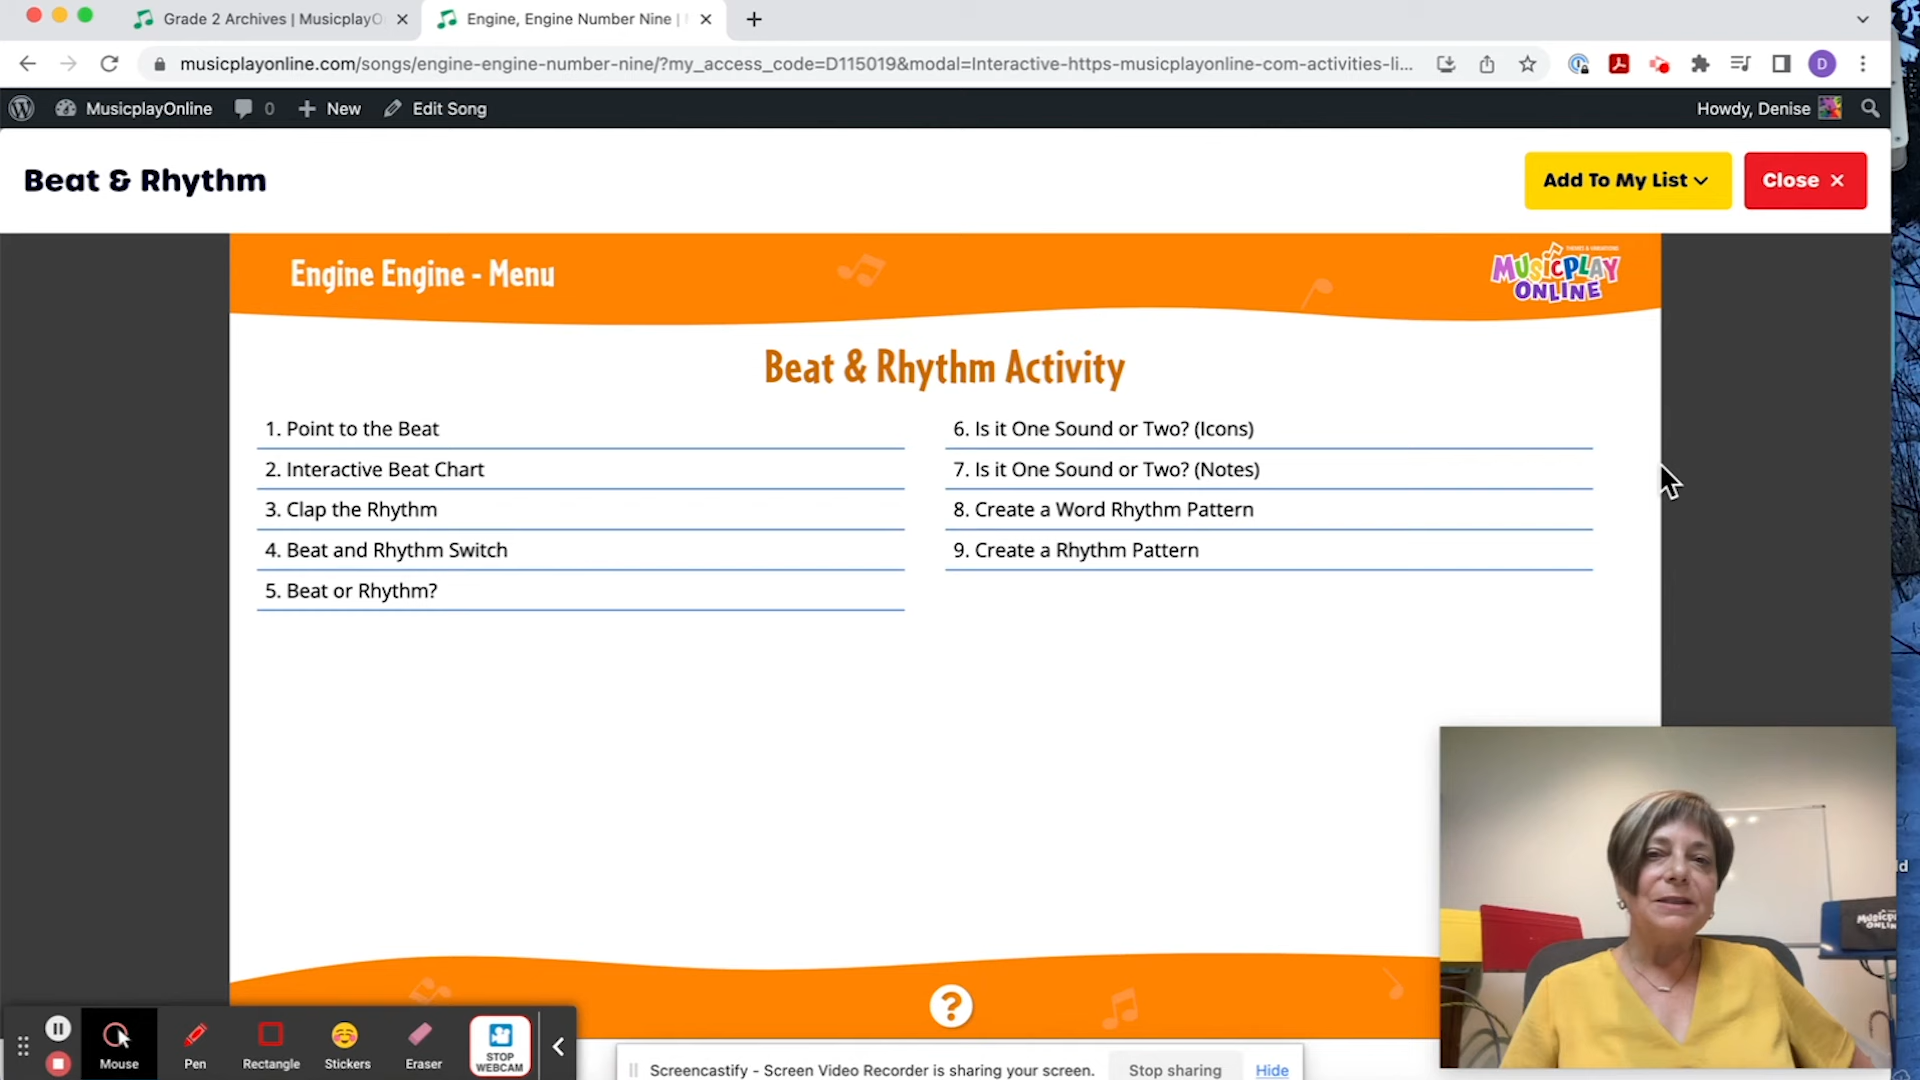 Grade 2 Archives | MusicplayO
Engine, Engine Number Nine |
musicplayonline.com/songs/engine-engine-number-nine/?my_access_code=D115019&modal=Interactive-https-musicplayonline-com-activities-li...
D
MusicplayOnline
0
New
Edit Song
Howdy, Denise
Beat & Rhythm
Add To My List
Close
Engine Engine - Menu
MUSICPLAY
ONLINE
Beat & Rhythm Activity
1. Point to the Beat
2. Interactive Beat Chart
3. Clap the Rhythm
4. Beat and Rhythm Switch
5. Beat or Rhythm?
6. Is it One Sound or Two? (Icons)
7. Is it One Sound or Two? (Notes)
8. Create a Word Rhythm Pattern
9. Create a Rhythm Pattern
?
Mouse
Pen
Rectangle
Stickers
Eraser
STOP
WEBCAM
Screencastify - Screen Video Recorder is sharing your screen.
Stop sharing
Hide